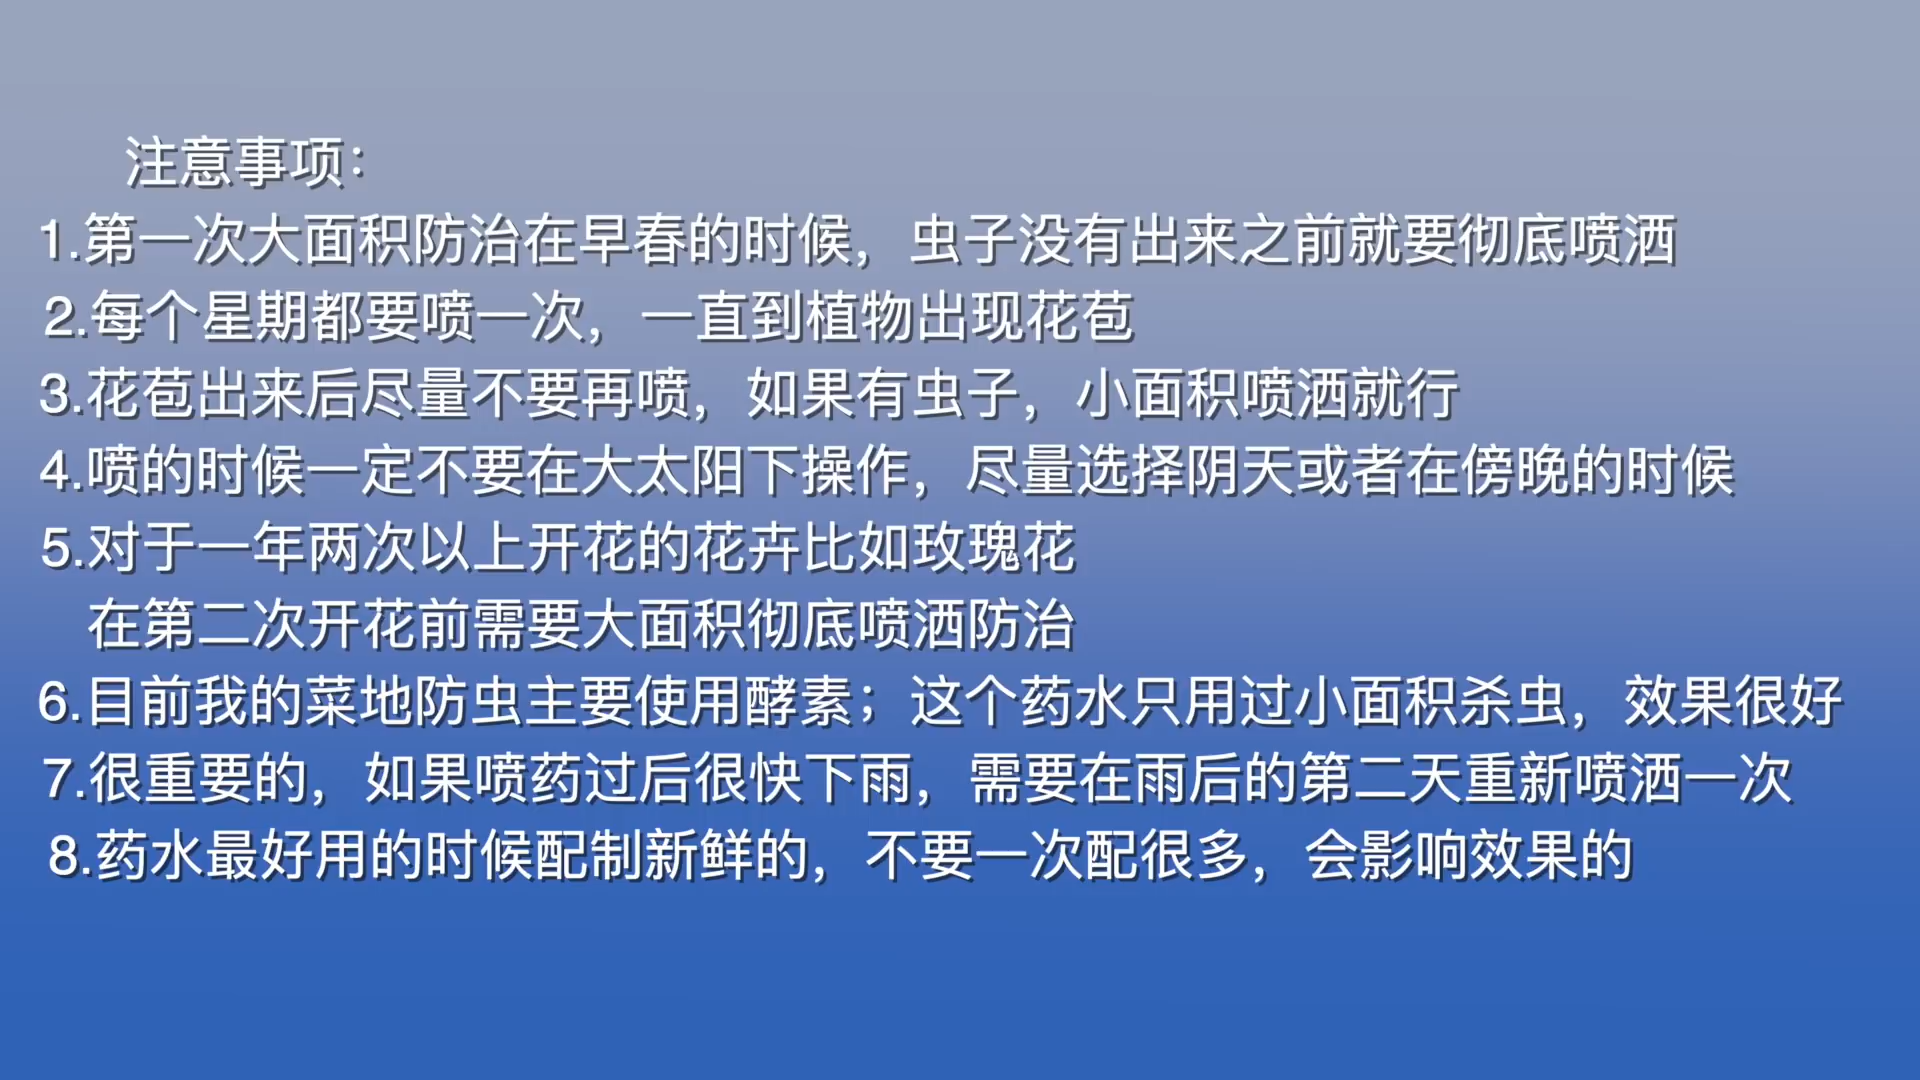 注意事项：
1.第一次大面积防治在早春的时候，虫子没有出来之前就要彻底喷洒
2.每个星期都要喷一次，一直到植物出现花苞
3.花苞出来后尽量不要再喷，如果有虫子，小面积喷洒就行
4.喷的时候一定不要在大太阳下操作，尽量选择阴天或者在傍晚的时候
5.对于一年两次以上开花的花卉比如玫瑰花
在第二次开花前需要大面积彻底喷洒防治
6.目前我的菜地防虫主要使用酵素；这个药水只用过小面积杀虫，效果很好
7.很重要的，如果喷药过后很快下雨，需要在雨后的第二天重新喷洒一次
8.药水最好用的时候配制新鲜的，不要一次配很多，会影响效果的